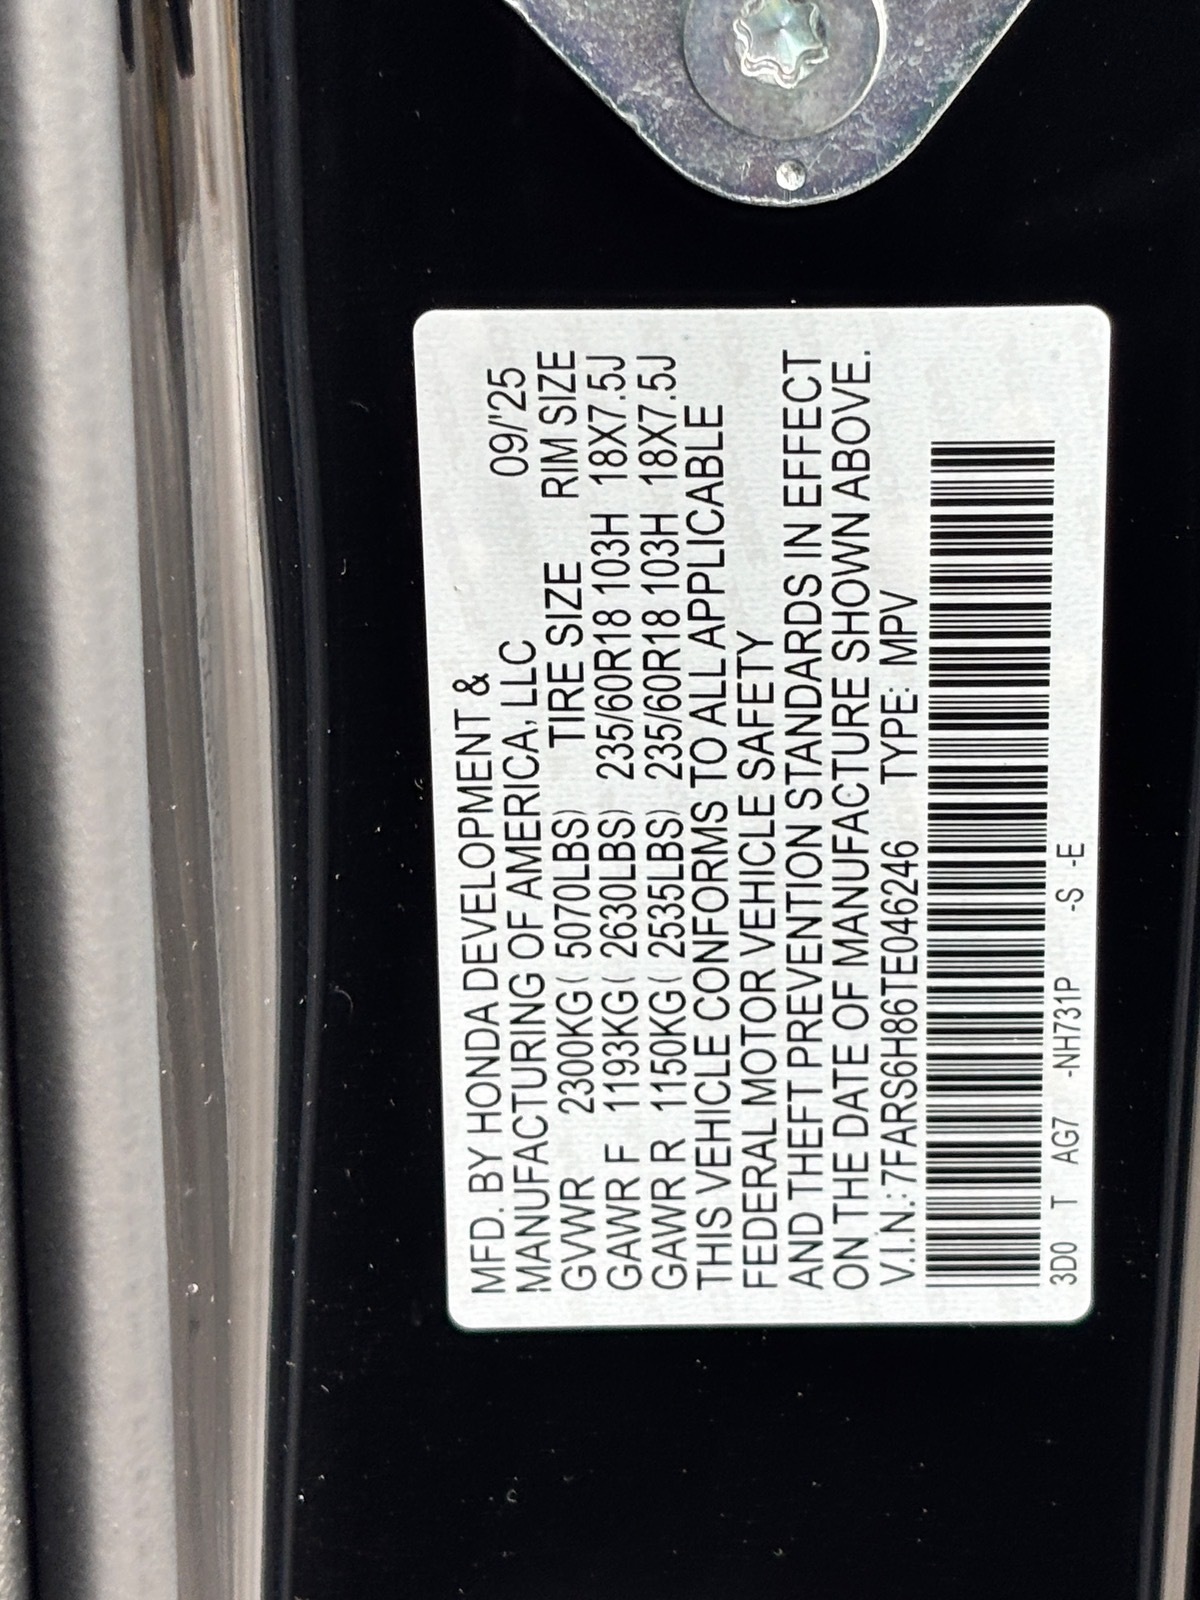 MFD. BY HONDA DEVELOPMENT &
MANUFACTURING OF AMERICA, LLC 09/'25
GVWR 2300KG( 5070LBS) TIRE SIZE RIM SIZE
GAWR F 1193KG( 2630LBS) 235/60R18 103H 18X7.5J
GAWR R 1150KG( 2535LBS) 235/60R18 103H 18X7.5J
THIS VEHICLE CONFORMS TO ALL APPLICABLE
FEDERAL MOTOR VEHICLE SAFETY
AND THEFT PREVENTION STANDARDS IN EFFECT
ON THE DATE OF MANUFACTURE SHOWN ABOVE.
V.I.N.: 7FARS6H86TE046246 TYPE: MPV
3D0 T AG7 -NH731P -S -E